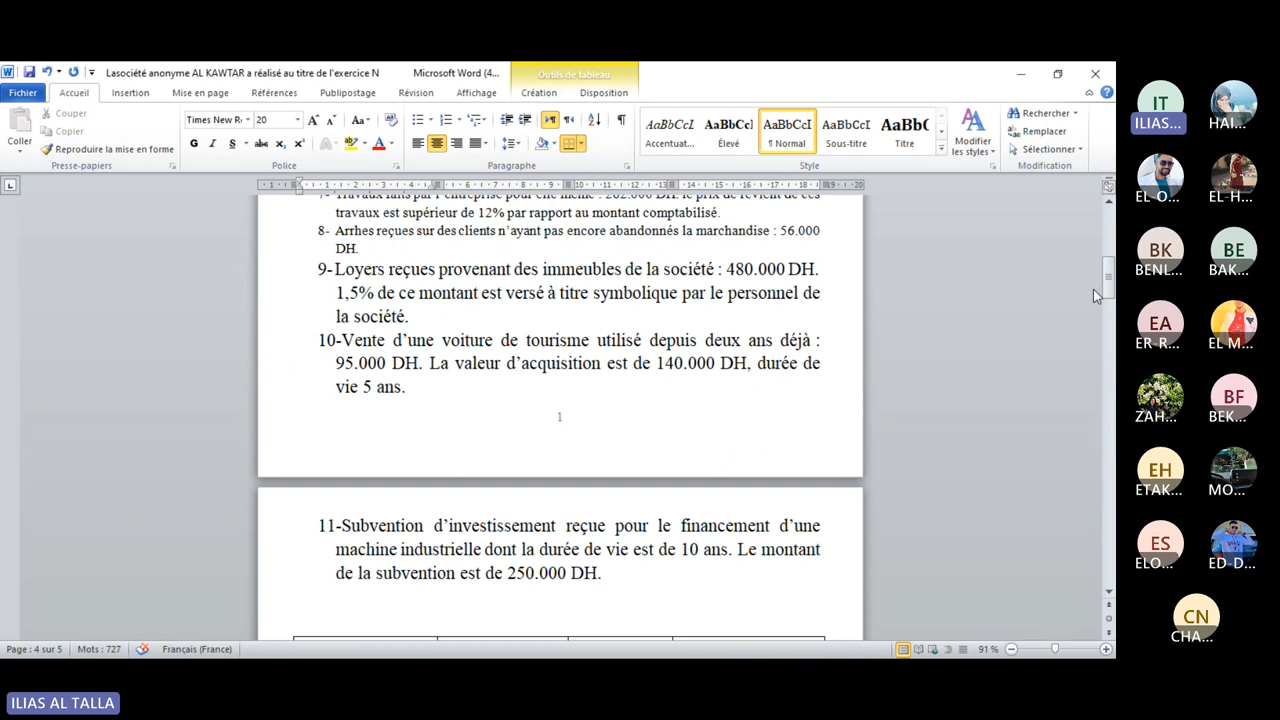 Lasociété anonyme AL KAWTAR a réalisé au titre de l'exercice N
Microsoft Word (4...
Outils de tableau
Fichier
Accueil
Insertion
Mise en page
Références
Publipostage
Révision
Affichage
Création
Disposition
Coller
Couper
Copier
Reproduire la mise en forme
Presse-papiers
Times New R
20
Police
Paragraphe
AaBbCcI
Accentuat...
AaBbCc
Élevé
AaBbCcI
¶ Normal
AaBbCcI
Sous-titre
AaBb(
Titre
Modifier
les styles
Style
Rechercher
Remplacer
Sélectionner
Modification
travaux est supérieur de 12% par rapport au montant comptabilisé.
8- Arrhes reçues sur des clients n'ayant pas encore abandonnés la marchandise : 56.000
DH.
9- Loyers reçues provenant des immeubles de la société : 480.000 DH.
1,5% de ce montant est versé à titre symbolique par le personnel de
la société.
10-Vente d'une voiture de tourisme utilisé depuis deux ans déjà :
95.000 DH. La valeur d'acquisition est de 140.000 DH, durée de
vie 5 ans.
1
11-Subvention d'investissement reçue pour le financement d'une
machine industrielle dont la durée de vie est de 10 ans. Le montant
de la subvention est de 250.000 DH.
Page : 4 sur 5
Mots : 727
Français (France)
91 %
IT
ILIAS...
HAI...
EL-O...
EL-H...
BK
BENL...
BE
BAK...
EA
ER-R...
EL M...
ZAH...
BF
BEK...
EH
ETAK...
MO...
ES
ELO...
ED-D...
CN
CHA...
ILIAS AL TALLA